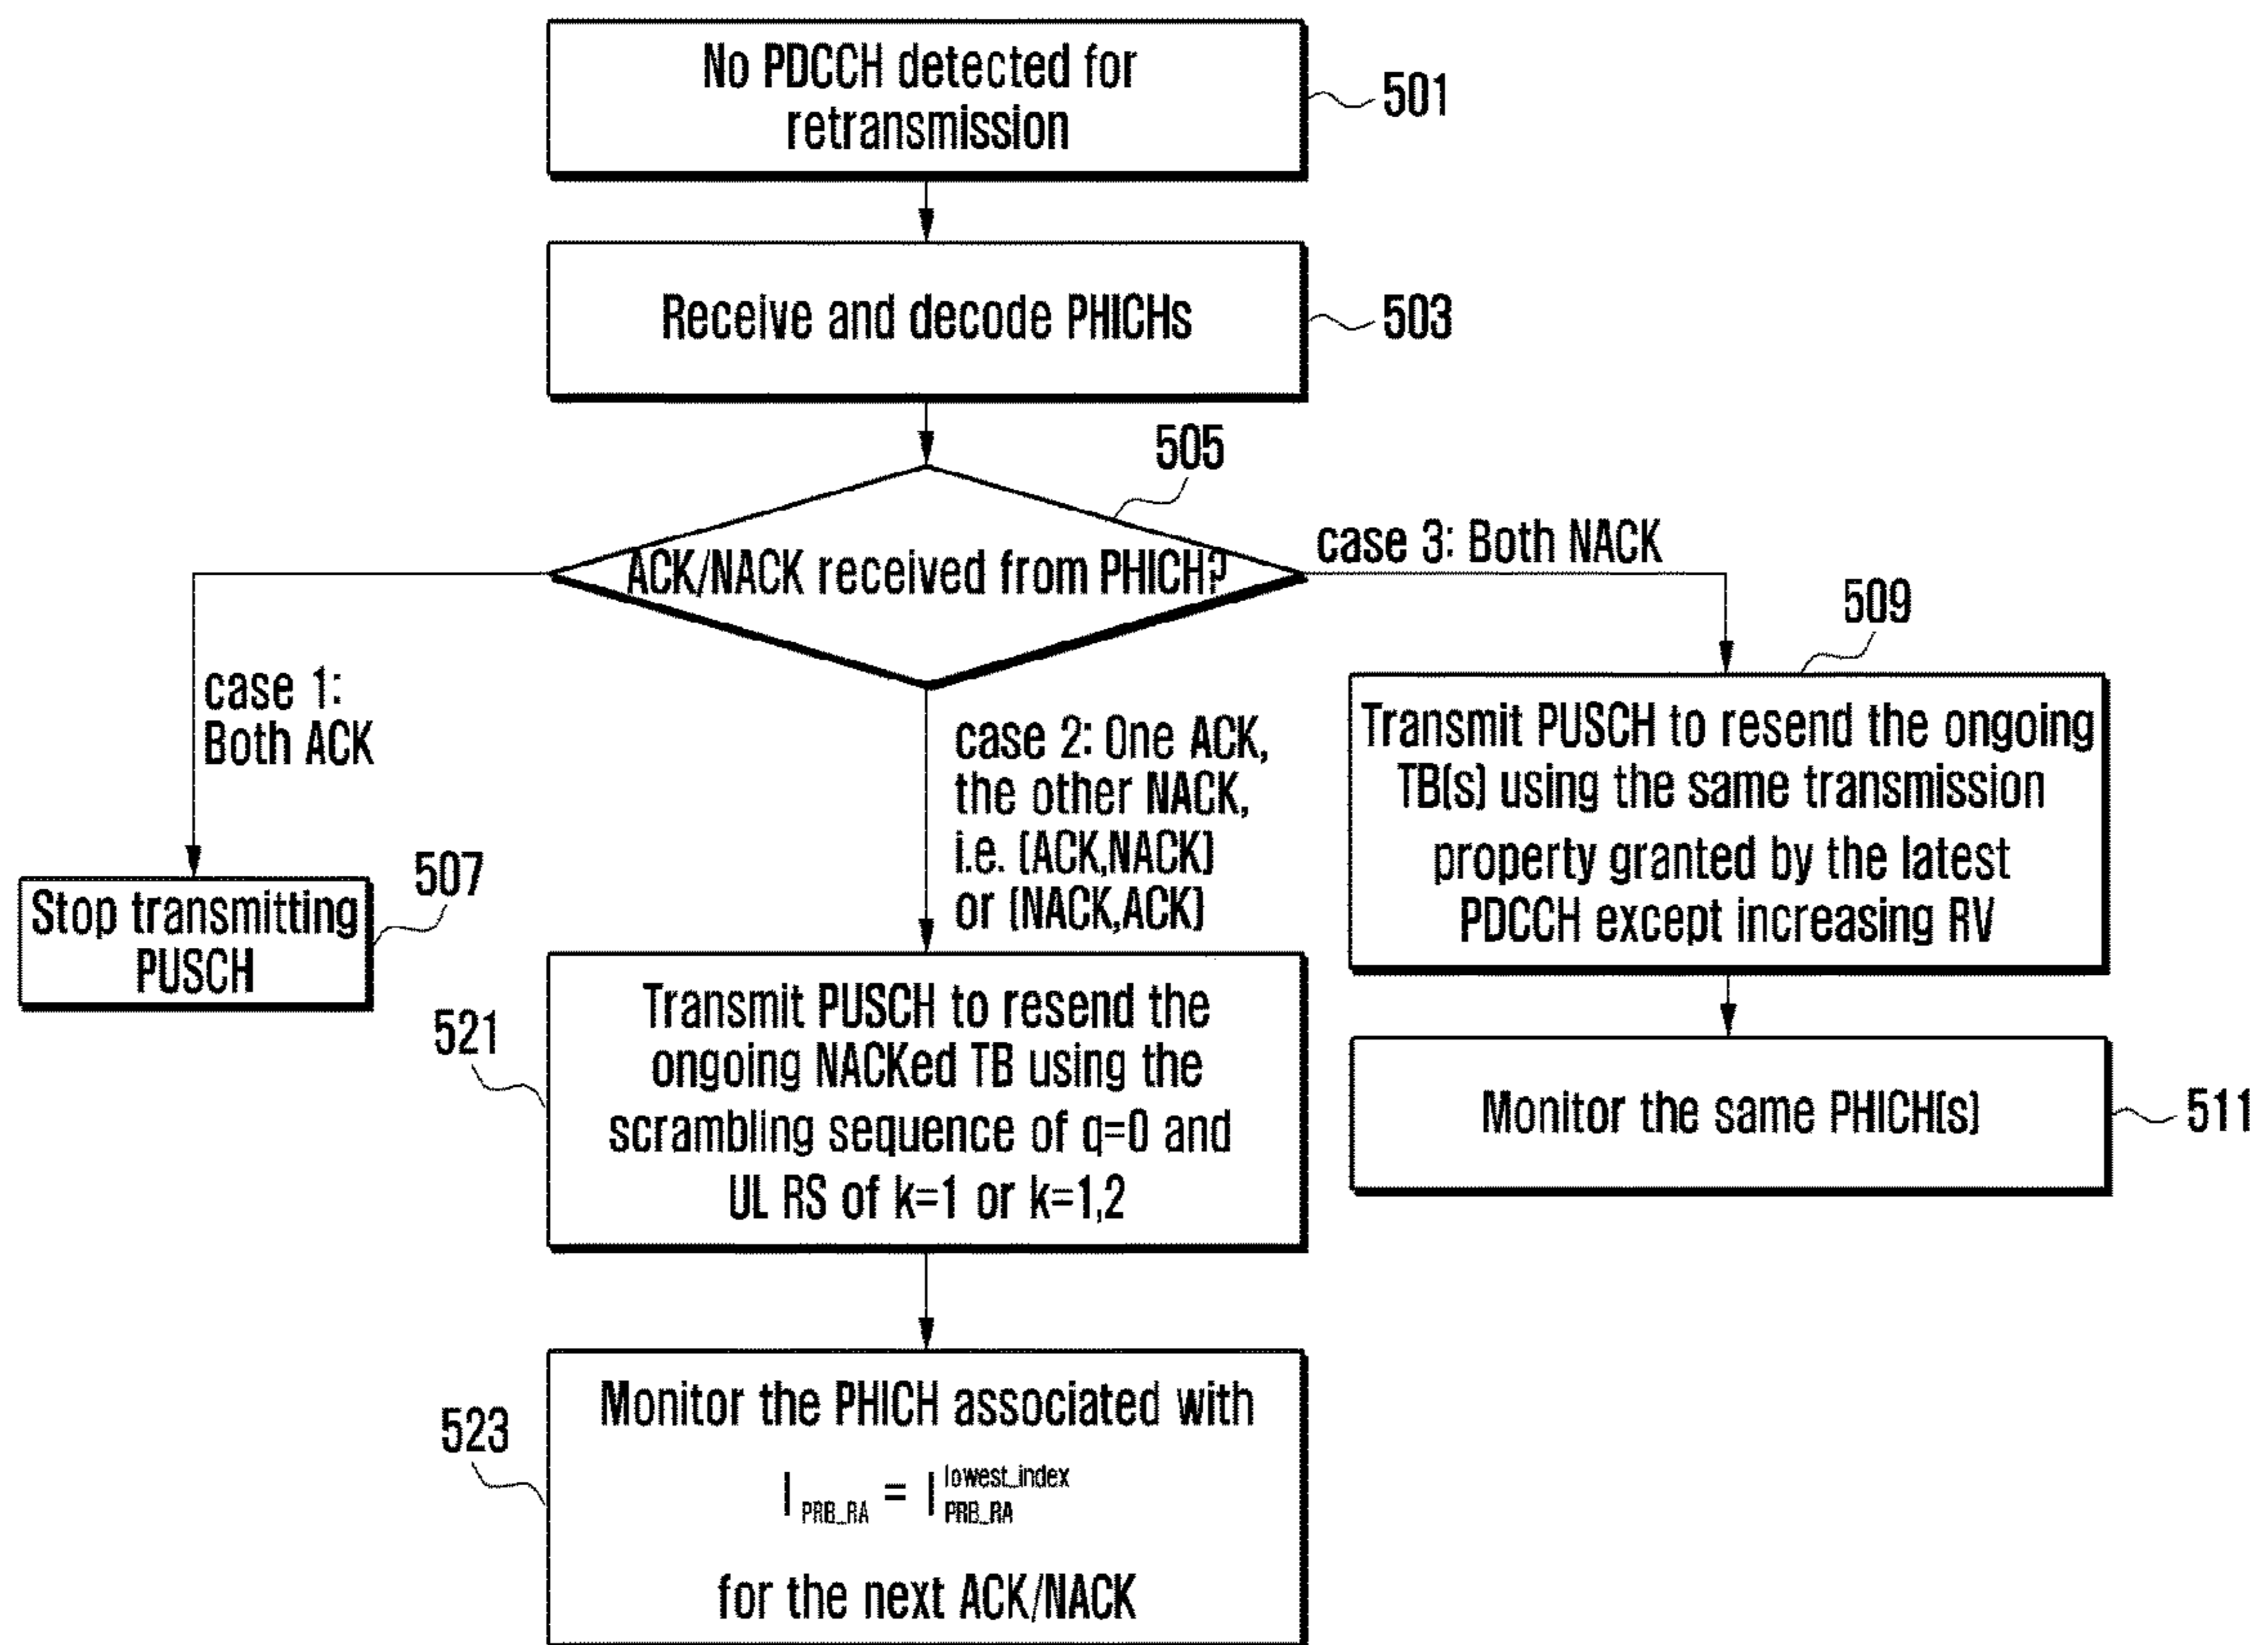 No PDCCH detected for
retransmission
501
Receive and decode PHICHs
503
505
ACK/NACK received from PHICH?
case 3: Both NACK
case 1:
Both ACK
case 2: One ACK,
the other NACK,
i.e. (ACK,NACK)
or (NACK,ACK)
509
Transmit PUSCH to resend the ongoing
TB(s) using the same transmission
property granted by the latest
PDCCH except increasing RV
507
Stop transmitting
PUSCH
521
Transmit PUSCH to resend the
ongoing NACKed TB using the
scrambling sequence of q=0 and
UL RS of k=1 or k=1,2
Monitor the same PHICH(s)
511
523
Monitor the PHICH associated with
I PRB_RA = I PRB_RA lowest_index
for the next ACK/NACK